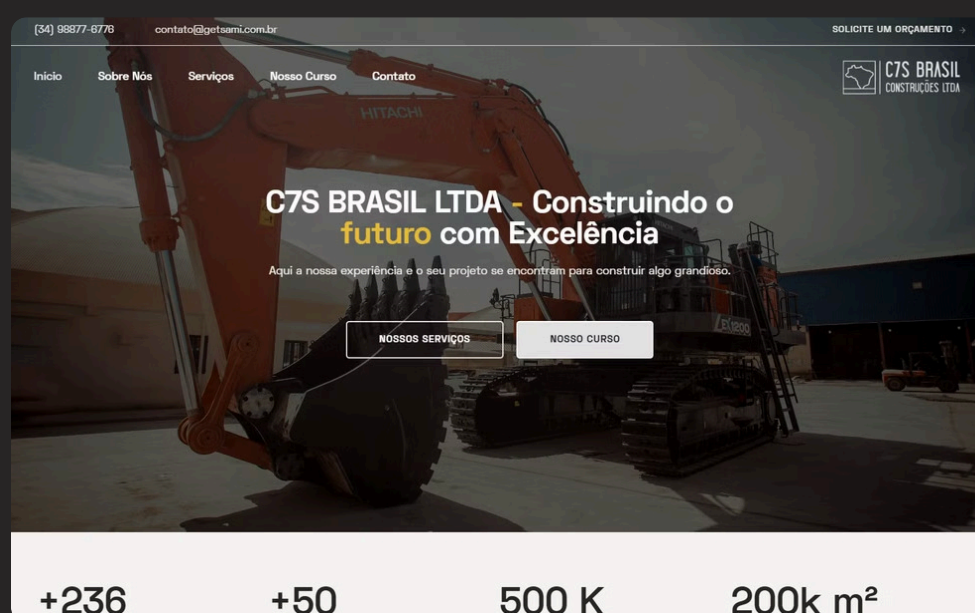 (34) 98877-6776
contato@getsami.com.br
SOLICITE UM ORÇAMENTO
Início
Sobre Nós
Serviços
Nosso Curso
Contato
C7S BRASIL
CONSTRUÇÕES LTDA
HITACHI
C7S BRASIL LTDA - Construindo o
futuro com Excelência
Aqui a nossa experiência e o seu projeto se encontram para construir algo grandioso.
EX1200
NOSSOS SERVIÇOS
NOSSO CURSO
+236
+50
500 K
200k m²